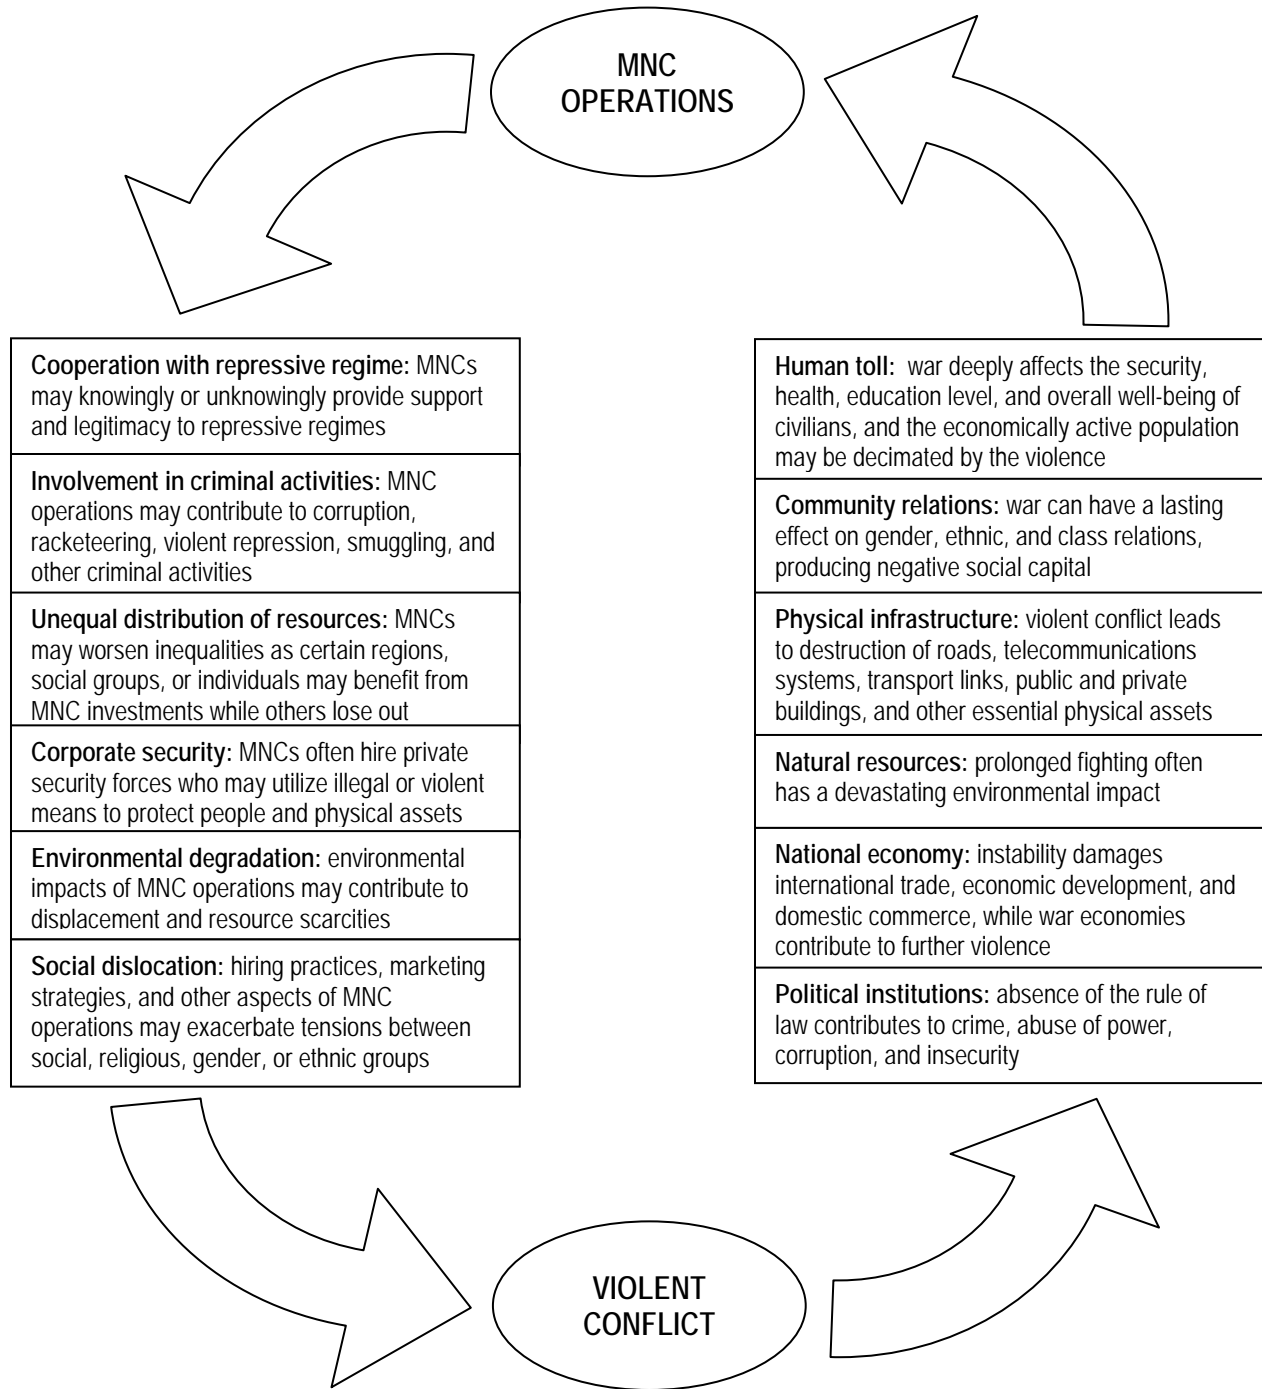 MNC
OPERATIONS
Cooperation with repressive regime: MNCs
may knowingly or unknowingly provide support
and legitimacy to repressive regimes
Involvement in criminal activities: MNC
operations may contribute to corruption,
racketeering, violent repression, smuggling, and
other criminal activities
Unequal distribution of resources: MNCs
may worsen inequalities as certain regions,
social groups, or individuals may benefit from
MNC investments while others lose out
Corporate security: MNCs often hire private
security forces who may utilize illegal or violent
means to protect people and physical assets
Environmental degradation: environmental
impacts of MNC operations may contribute to
displacement and resource scarcities
Social dislocation: hiring practices, marketing
strategies, and other aspects of MNC
operations may exacerbate tensions between
social, religious, gender, or ethnic groups
Human toll: war deeply affects the security,
health, education level, and overall well-being of
civilians, and the economically active population
may be decimated by the violence
Community relations: war can have a lasting
effect on gender, ethnic, and class relations,
producing negative social capital
Physical infrastructure: violent conflict leads
to destruction of roads, telecommunications
systems, transport links, public and private
buildings, and other essential physical assets
Natural resources: prolonged fighting often
has a devastating environmental impact
National economy: instability damages
international trade, economic development, and
domestic commerce, while war economies
contribute to further violence
Political institutions: absence of the rule of
law contributes to crime, abuse of power,
corruption, and insecurity
VIOLENT
CONFLICT